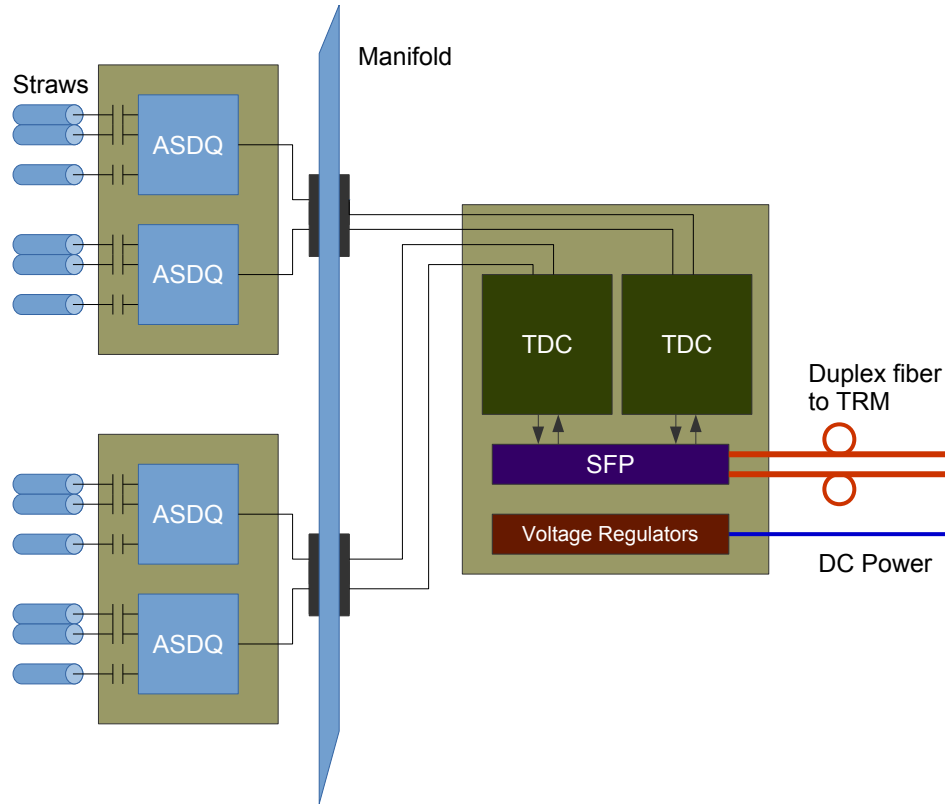 Straws
Manifold
ASDQ
ASDQ
TDC
TDC
Duplex fiber
to TRM
SFP
ASDQ
Voltage Regulators
DC Power
ASDQ